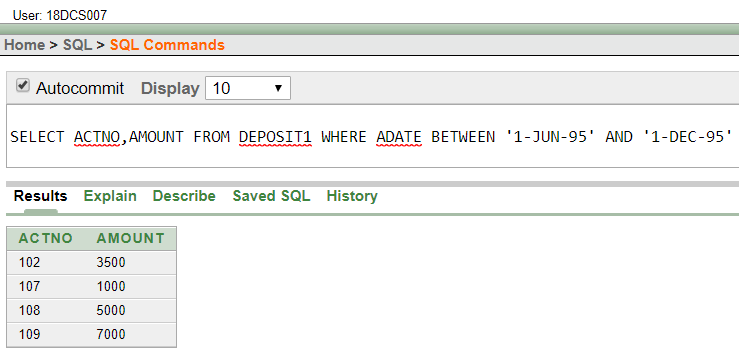 User: 18DCS007
Home > SQL > SQL Commands
Autocommit Display 10
SELECT ACTNO,AMOUNT FROM DEPOSIT1 WHERE ADATE BETWEEN '1-JUN-95' AND '1-DEC-95'
Results Explain Describe Saved SQL History
ACTNO AMOUNT
102 3500
107 1000
108 5000
109 7000